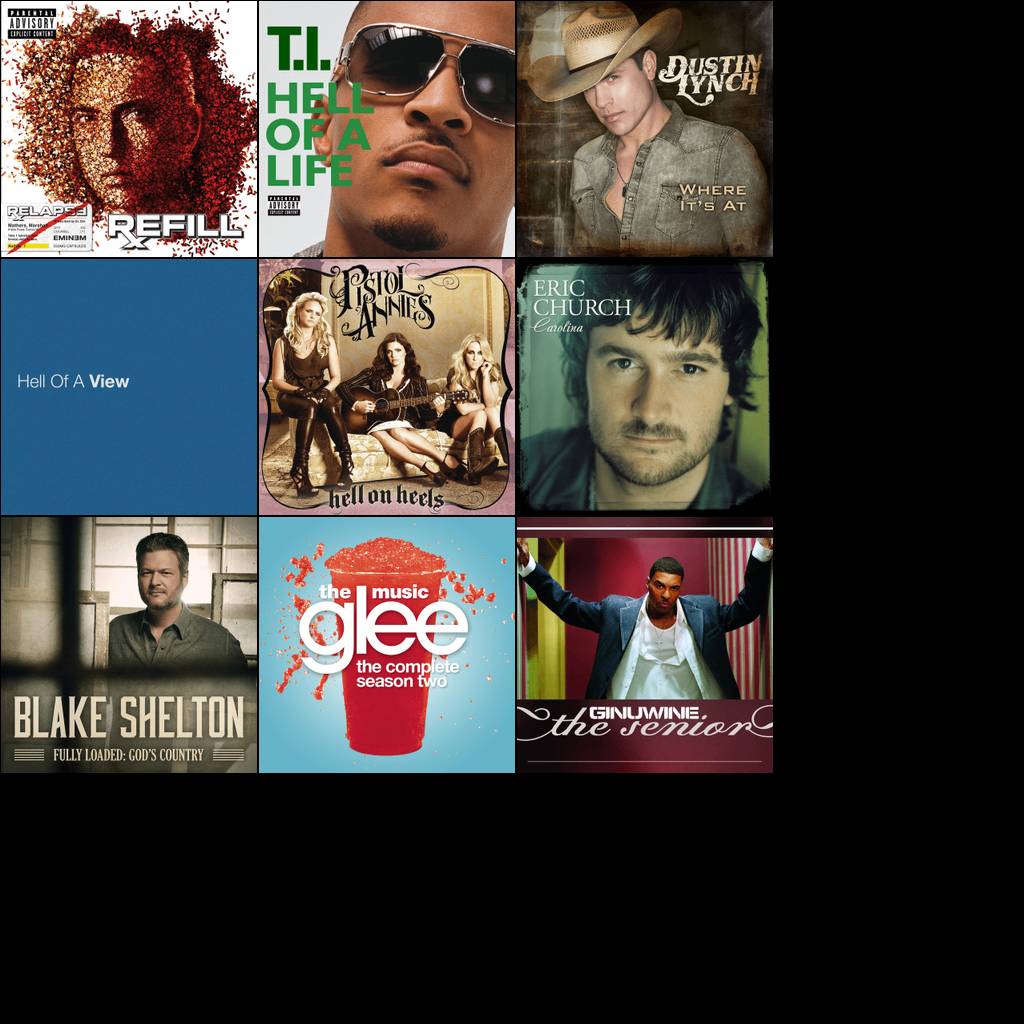 PARENTAL
ADVISORY
EXPLICIT CONTENT
RELAPSE
Mathers, Marshall
EMINEM
REFILL
T.I.
HELL
OF A
LIFE
PARENTAL
ADVISORY
EXPLICIT CONTENT
DUSTIN
LYNCH
WHERE
IT'S AT
Hell Of A View
PISTOL
ANNIES
hell on heels
ERIC
CHURCH
Carolina
BLAKE SHELTON
FULLY LOADED: GOD'S COUNTRY
the music
glee
the complete
season two
GINUWINE
the senior